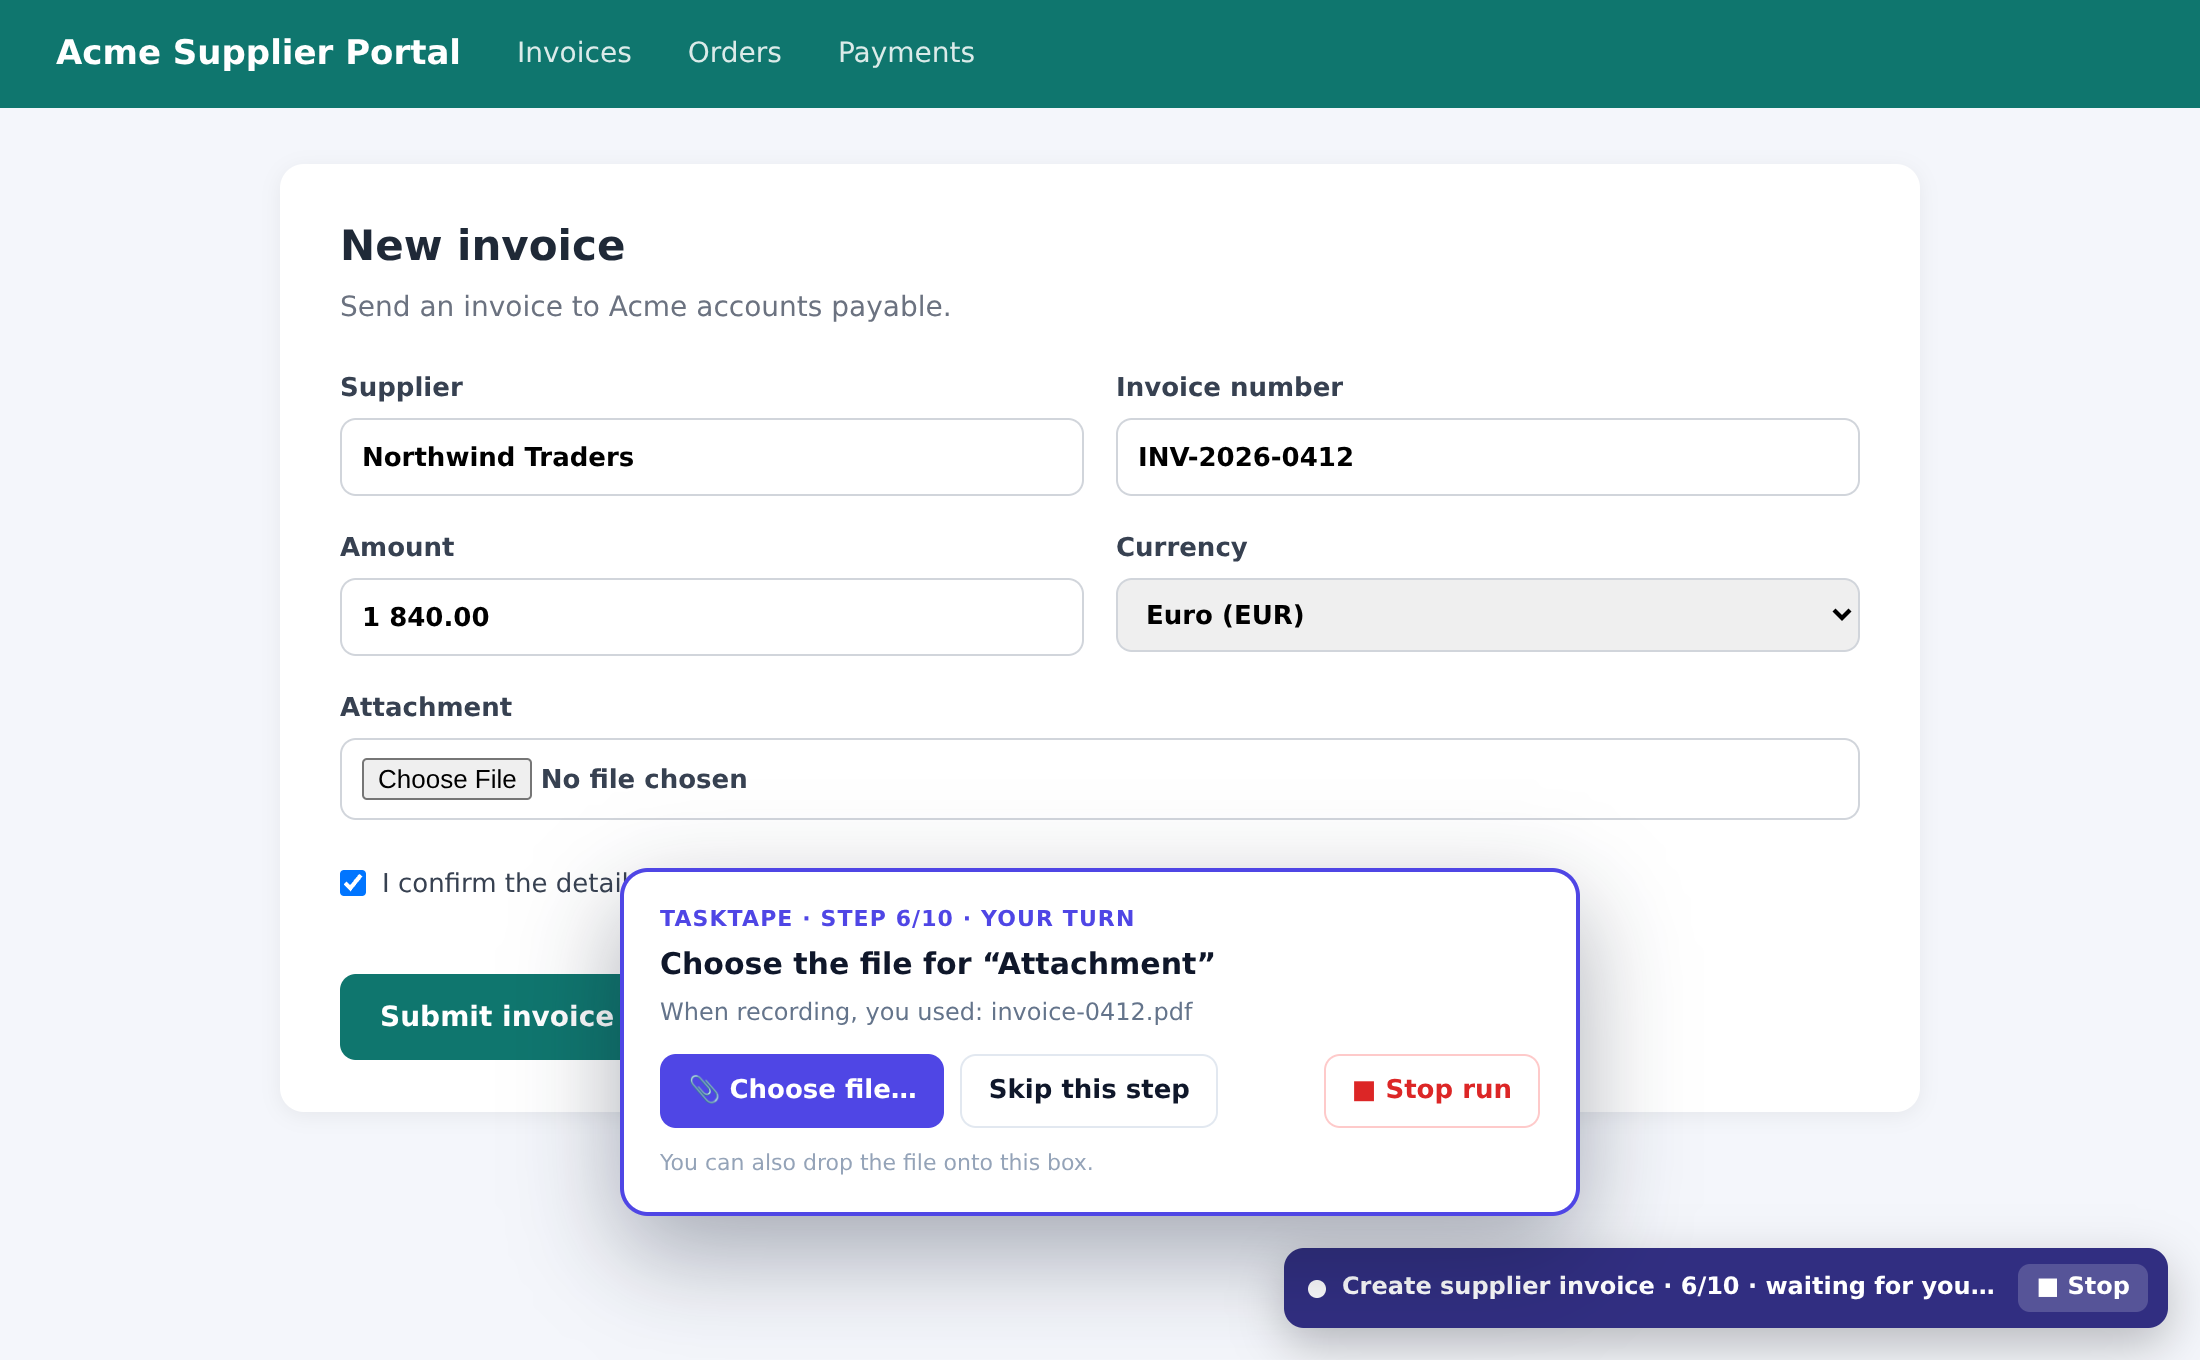 Acme Supplier Portal Invoices Orders Payments
New invoice
Send an invoice to Acme accounts payable.
Supplier
Northwind Traders
Invoice number
INV-2026-0412
Amount
1 840.00
Currency
Euro (EUR)
Attachment
Choose File No file chosen
I confirm the detail
Submit invoice
TASKTAPE · STEP 6/10 · YOUR TURN
Choose the file for “Attachment”
When recording, you used: invoice-0412.pdf
Choose file…
Skip this step
Stop run
You can also drop the file onto this box.
Create supplier invoice · 6/10 · waiting for you…
Stop